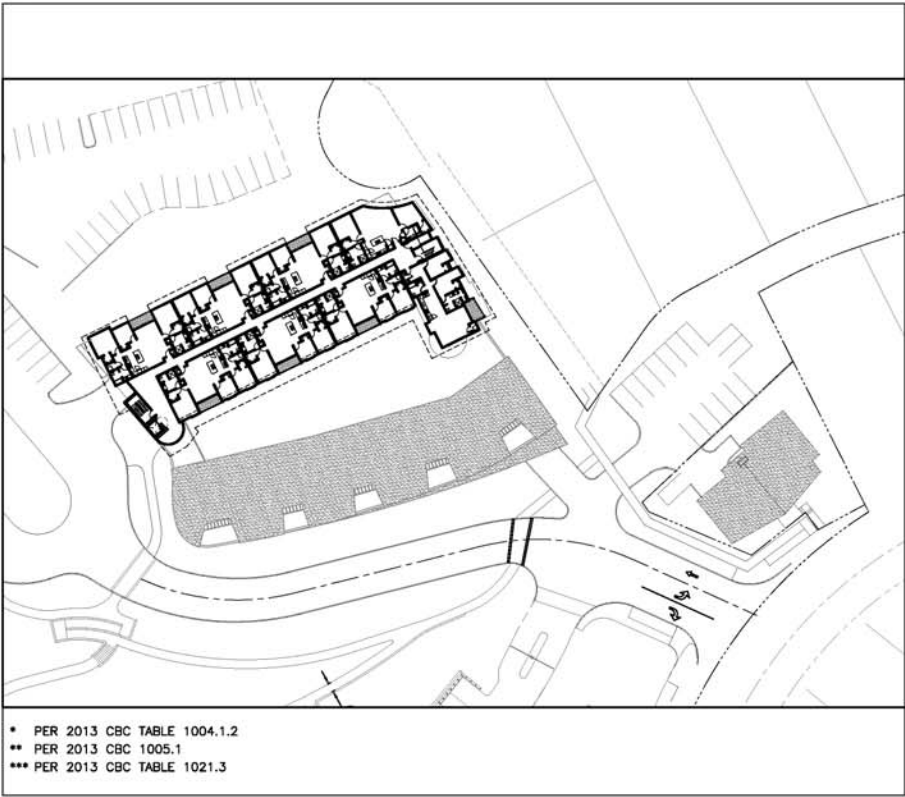 * PER 2013 CBC TABLE 1004.1.2
** PER 2013 CBC 1005.1
*** PER 2013 CBC TABLE 1021.3